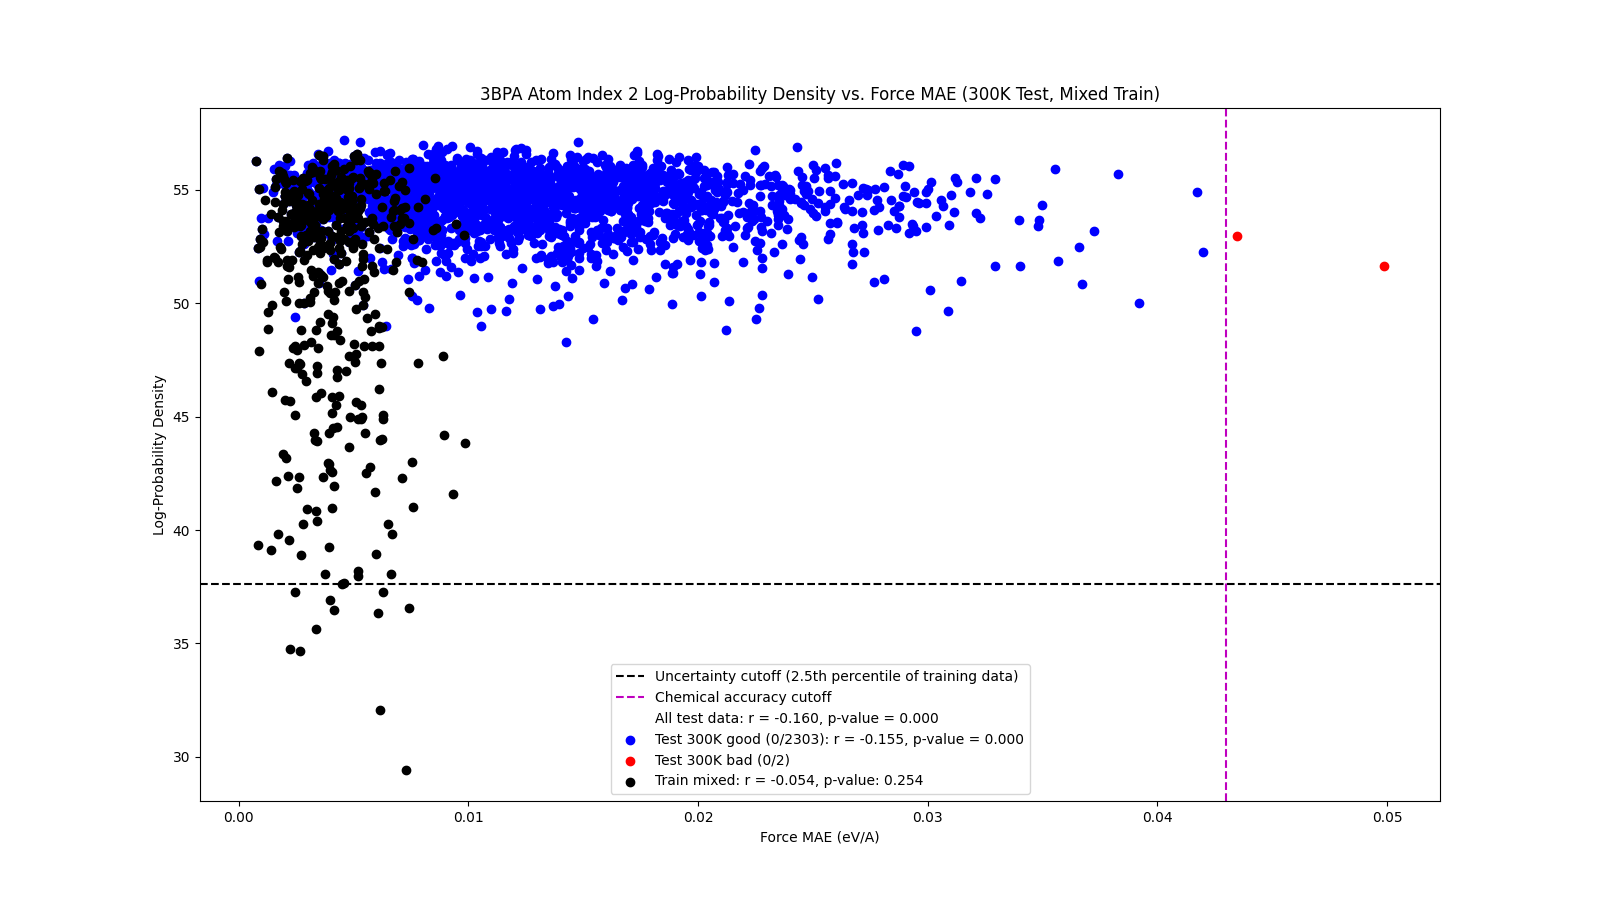 3BPA Atom Index 2 Log-Probability Density vs. Force MAE (300K Test, Mixed Train)
Log-Probability Density
55
50
45
40
35
30
Uncertainty cutoff (2.5th percentile of training data)
Chemical accuracy cutoff
All test data: r = -0.160, p-value = 0.000
Test 300K good (0/2303): r = -0.155, p-value = 0.000
Test 300K bad (0/2)
Train mixed: r = -0.054, p-value: 0.254
0.00 0.01 0.02 0.03 0.04 0.05
Force MAE (eV/A)